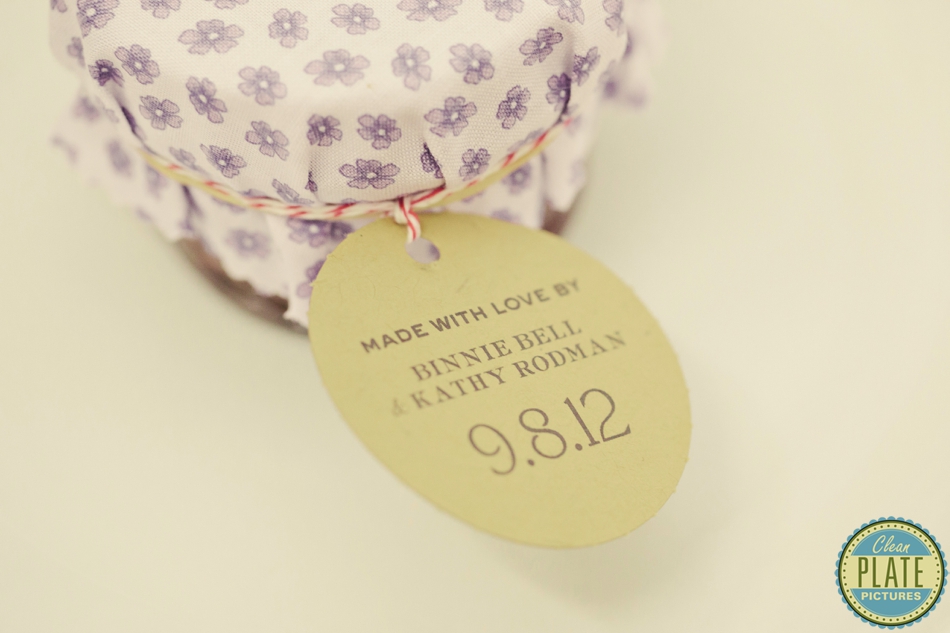 MADE WITH LOVE BY
BINNIE BELL
& KATHY RODMAN
9.8.12
Clean
PLATE
PICTURES